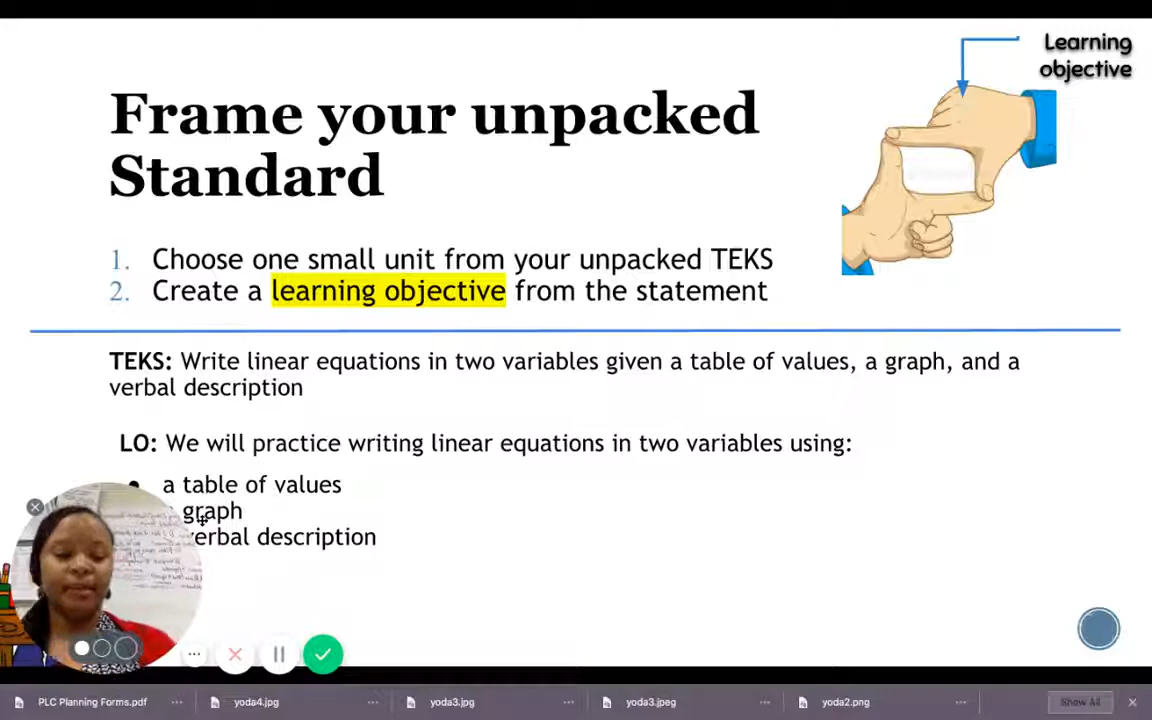 Learning
objective
Frame your unpacked
Standard
1. Choose one small unit from your unpacked TEKS
2. Create a learning objective from the statement
TEKS: Write linear equations in two variables given a table of values, a graph, and a
verbal description
LO: We will practice writing linear equations in two variables using:
• a table of values
graph
verbal description
PLC Planning Forms.pdf
yoda4.jpg
yoda3.jpg
yoda3.jpeg
yoda2.png
Show All